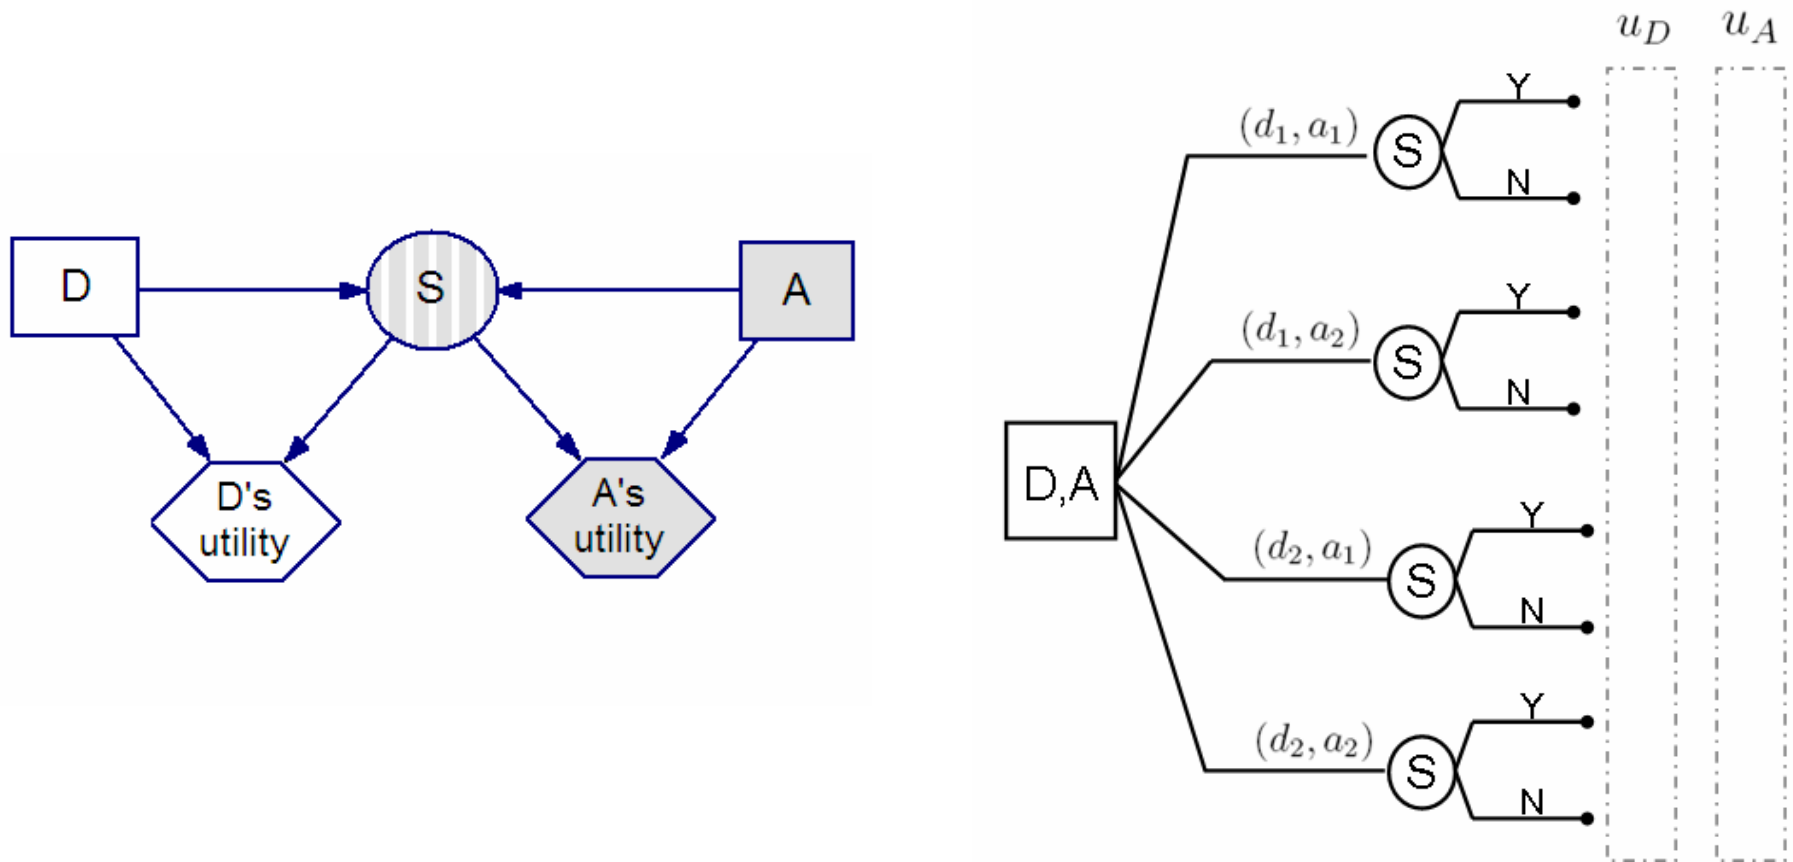 D
S
A
D's
utility
A's
utility
$u_D$
$u_A$
D,A
$(d_1, a_1)$
S
Y
N
$(d_1, a_2)$
S
Y
N
$(d_2, a_1)$
S
Y
N
$(d_2, a_2)$
S
Y
N